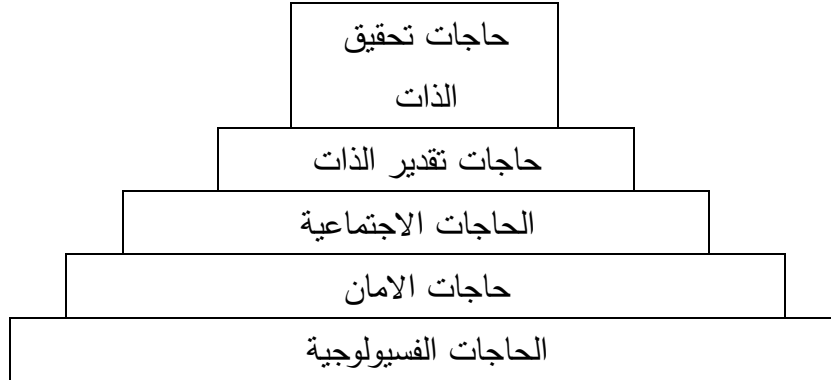 حاجات تحقيق
الذات
حاجات تقدير الذات
الحاجات الاجتماعية
حاجات الامان
الحاجات الفسيولوجية